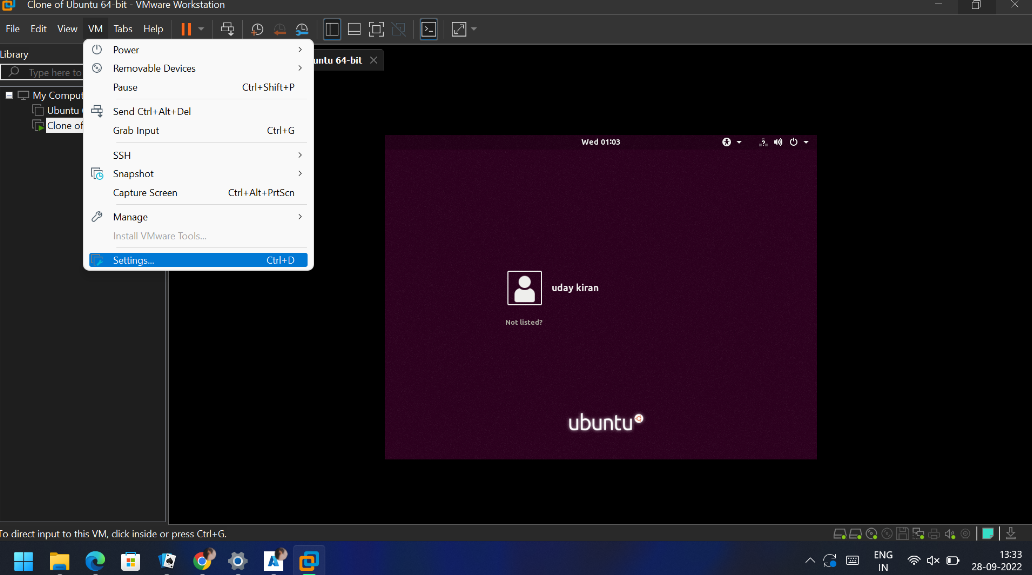 Clone of Ubuntu 64-bit - VMware Workstation
File Edit View VM Tabs Help
Library
Type here to
My Comput
Ubuntu
Clone of
untu 64-bit
Power
Removable Devices
Pause Ctrl+Shift+P
Send Ctrl+Alt+Del
Grab Input Ctrl+G
SSH
Snapshot
Capture Screen Ctrl+Alt+PrtScn
Manage
Install VMware Tools...
Settings... Ctrl+D
Wed 01:03
uday kiran
Not listed?
ubuntu
To direct input to this VM, click inside or press Ctrl+G.
ENG
IN
13:33
28-09-2022